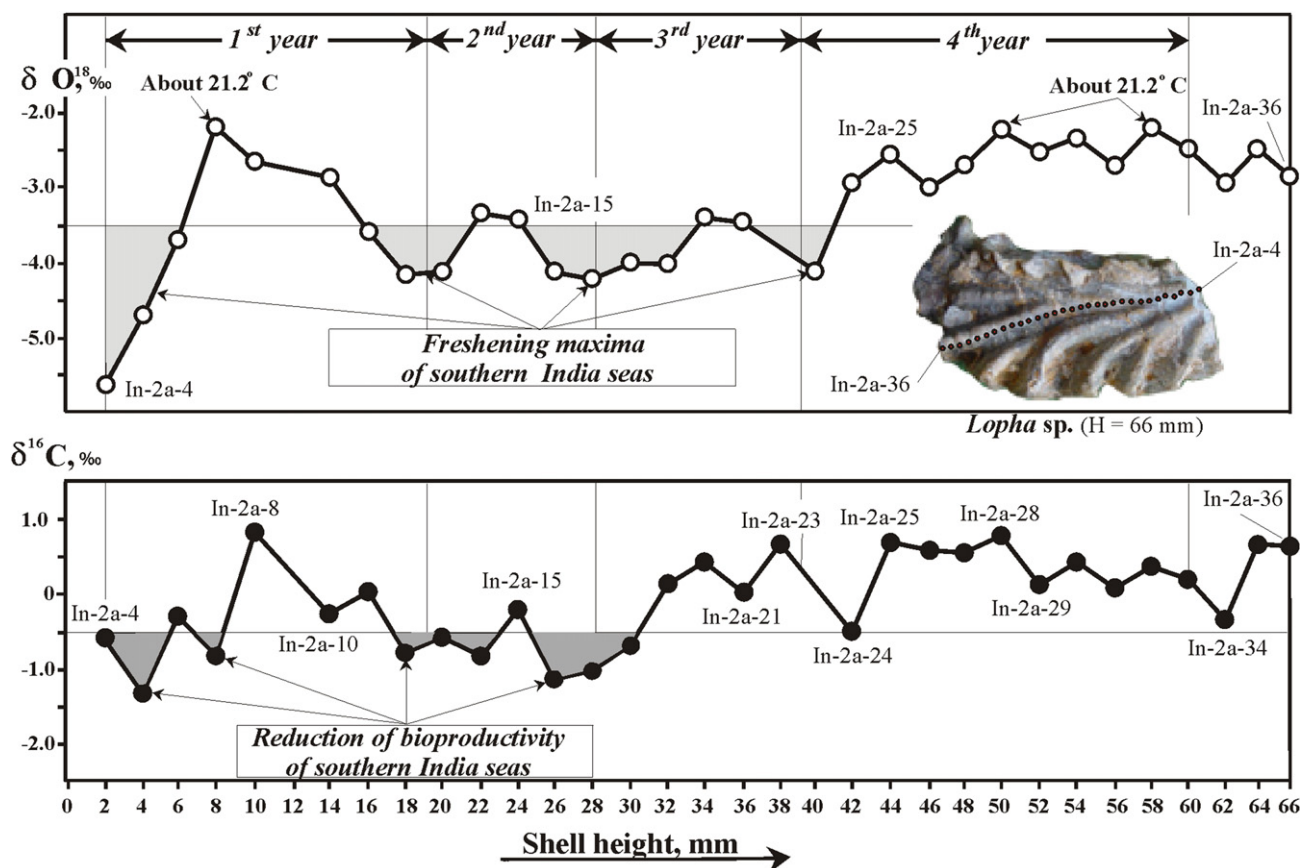 1st year
2nd year
3rd year
4th year
δ O,18‰
About 21.2° C
About 21.2° C
In-2a-36
In-2a-25
-2.0
-3.0
-4.0
-5.0
In-2a-15
In-2a-4
In-2a-4
Freshening maxima
of southern India seas
In-2a-36
Lopha sp. (H = 66 mm)
δ16C, ‰
1.0
0
-1.0
-2.0
In-2a-8
In-2a-23
In-2a-25
In-2a-28
In-2a-36
In-2a-4
In-2a-15
In-2a-10
In-2a-21
In-2a-29
In-2a-24
In-2a-34
Reduction of bioproductivity
of southern India seas
0 2 4 6 8 10 12 14 16 18 20 22 24 26 28 30 32 34 36 38 40 42 44 46 48 50 52 54 56 58 60 62 64 66
Shell height, mm